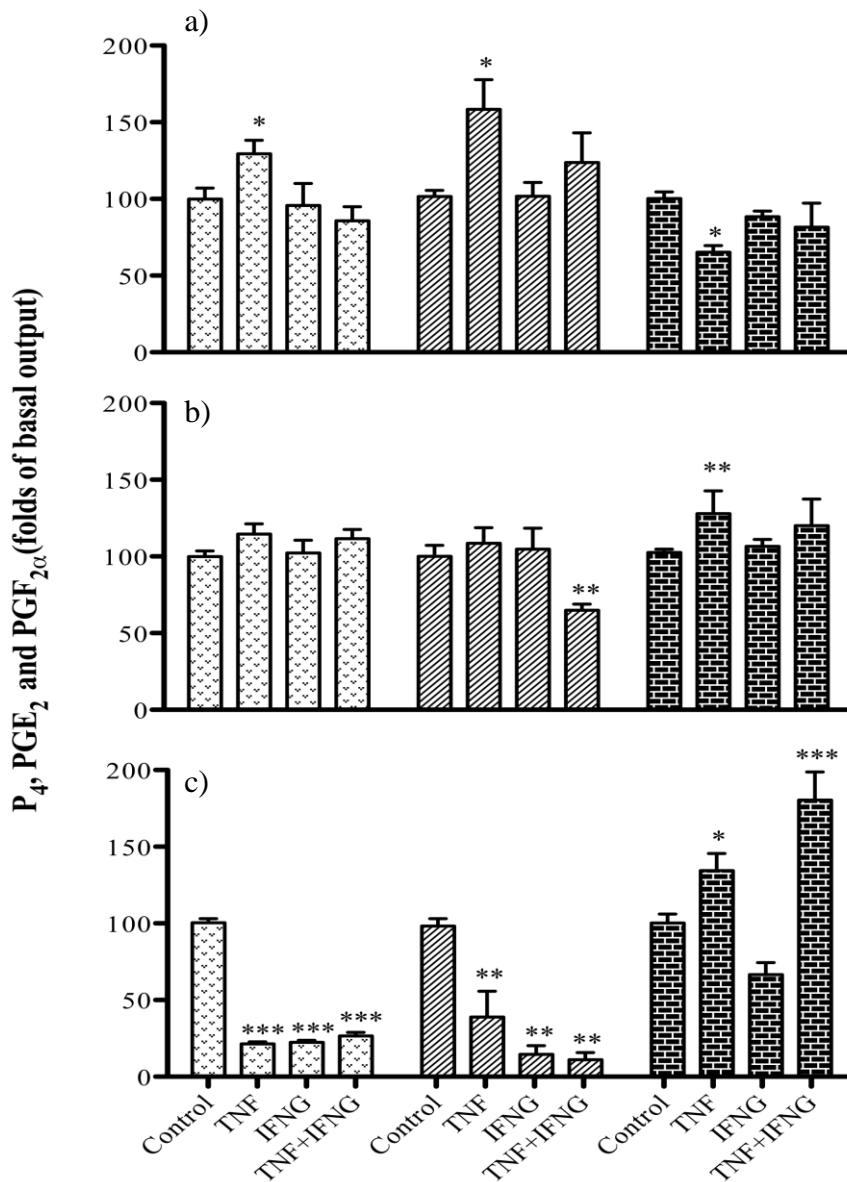 P4, PGE2 and PGF2α(folds of basal output)
a)
200
150
100
50
0
*
*
*
b)
200
150
100
50
0
**
**
c)
200
150
100
50
0
***
***
***
**
**
**
*
***
Control
TNF
IFNG
TNF+IFNG
Control
TNF
IFNG
TNF+IFNG
Control
TNF
IFNG
TNF+IFNG